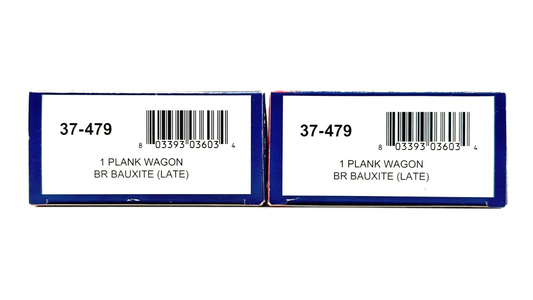 37-479
8 03393 03603 4
1 PLANK WAGON
BR BAUXITE (LATE)
37-479
8 03393 03603 4
1 PLANK WAGON
BR BAUXITE (LATE)